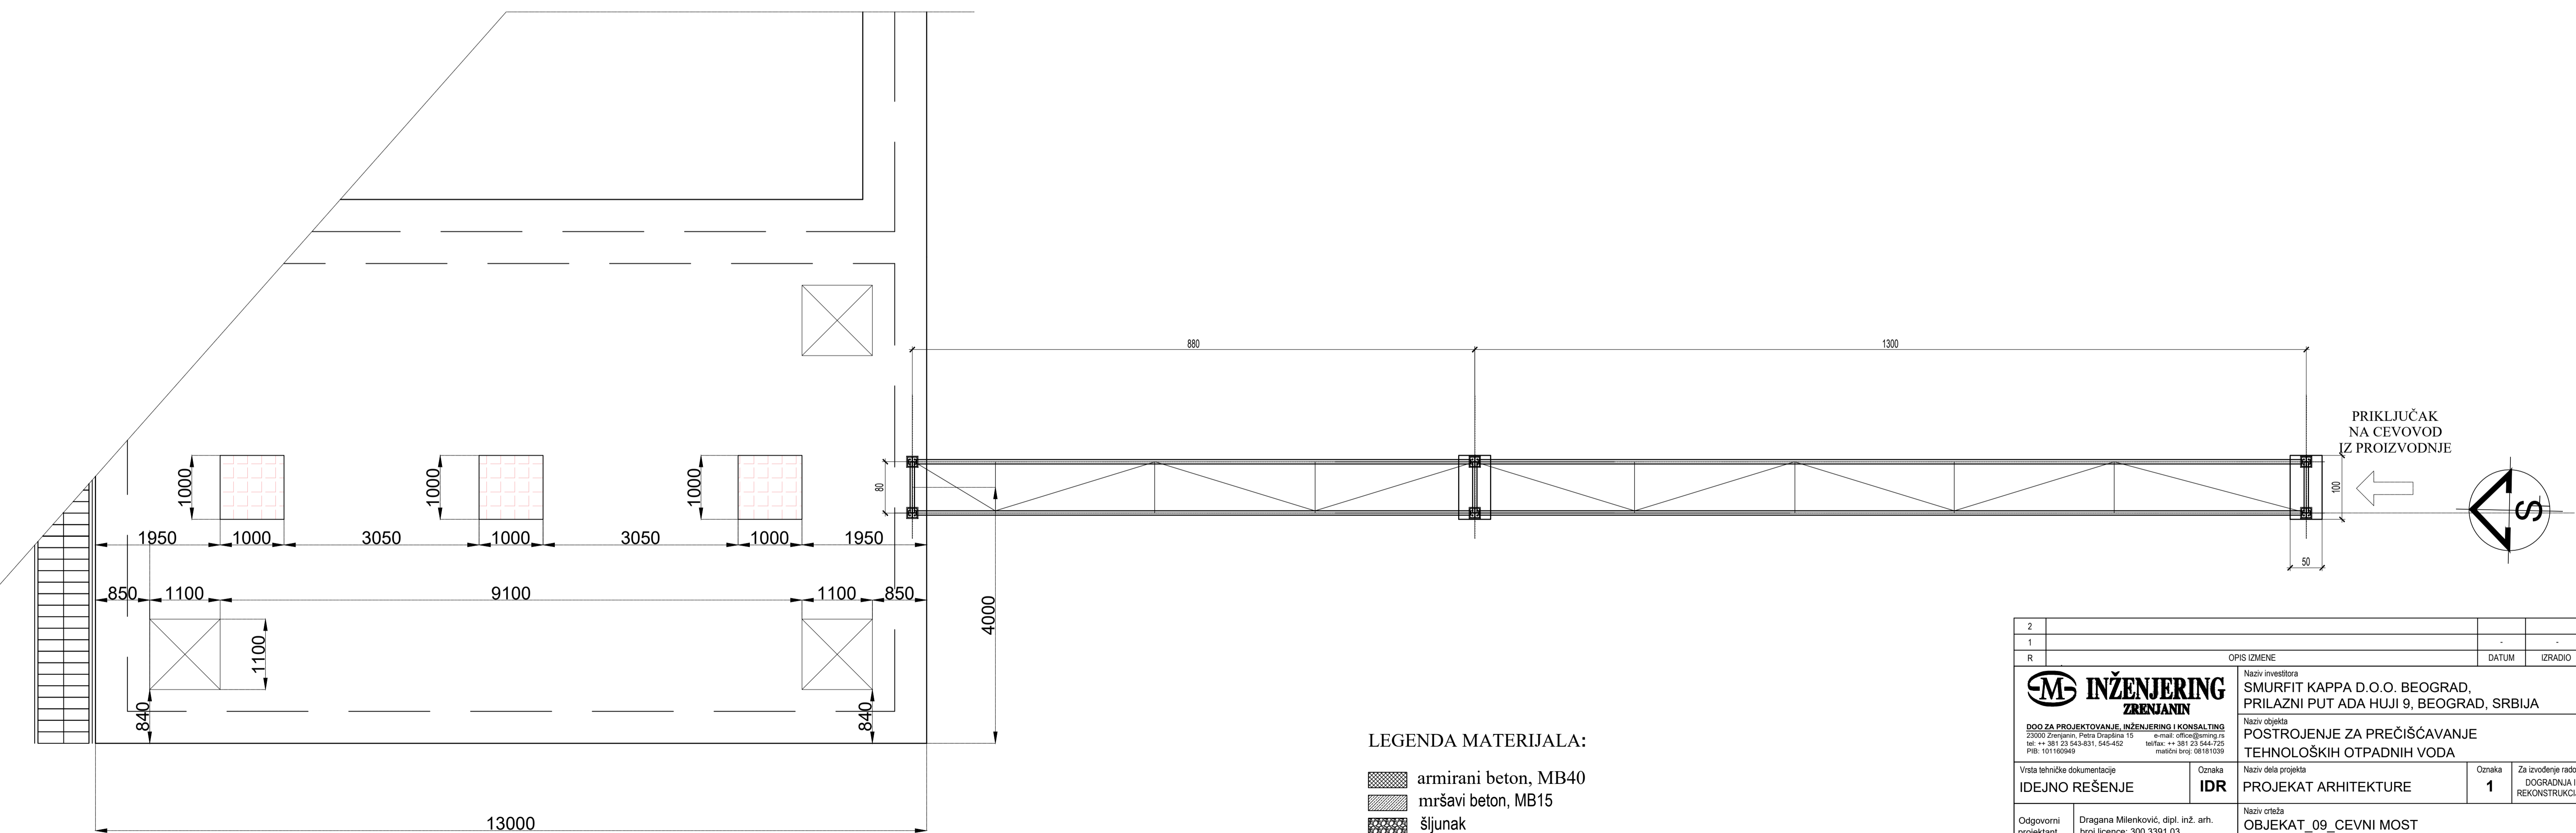 880
1300
PRIKLJUČAK
NA CEVOVOD
IZ PROIZVODNJE
1000
1000
1000
80
100
S
1950
1000
3050
1000
3050
1000
1950
50
850
1100
9100
1100
850
4000
1100
840
840
13000
LEGENDA MATERIJALA:
armirani beton, MB40
mršavi beton, MB15
šljunak
2
1 - -
R OPIS IZMENE DATUM IZRADIO
M INŽENJERING
ZRENJANIN
DOO ZA PROJEKTOVANJE, INŽENJERING I KONSALTING
23000 Zrenjanin, Petra Drapšina 15 e-mail: office@sming.rs
tel: ++ 381 23 543-831, 545-452 tel/fax: ++ 381 23 544-725
PIB: 101160949 matični broj: 08181039
Naziv investitora
SMURFIT KAPPA D.O.O. BEOGRAD,
PRILAZNI PUT ADA HUJI 9, BEOGRAD, SRBIJA
Naziv objekta
POSTROJENJE ZA PREČIŠĆAVANJE
TEHNOLOŠKIH OTPADNIH VODA
Vrsta tehničke dokumentacije Oznaka
IDEJNO REŠENJE IDR
Naziv dela projekta Oznaka
PROJEKAT ARHITEKTURE 1
Za izvođenje
DOGRADNJA I
Odgovorni
projektant
Dragana Milenković, dipl. inž. arh.
broj licence: 300 3391 03
Naziv crteža
OBJEKAT_09_CEVNI MOST